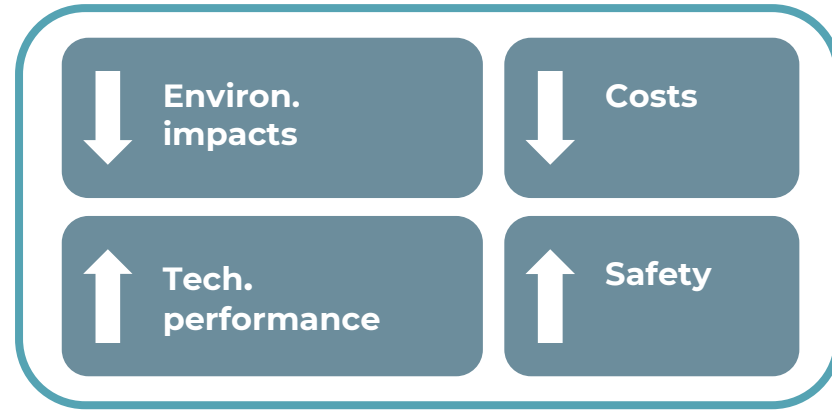 Environ.
impacts
Costs
Tech.
performance
Safety